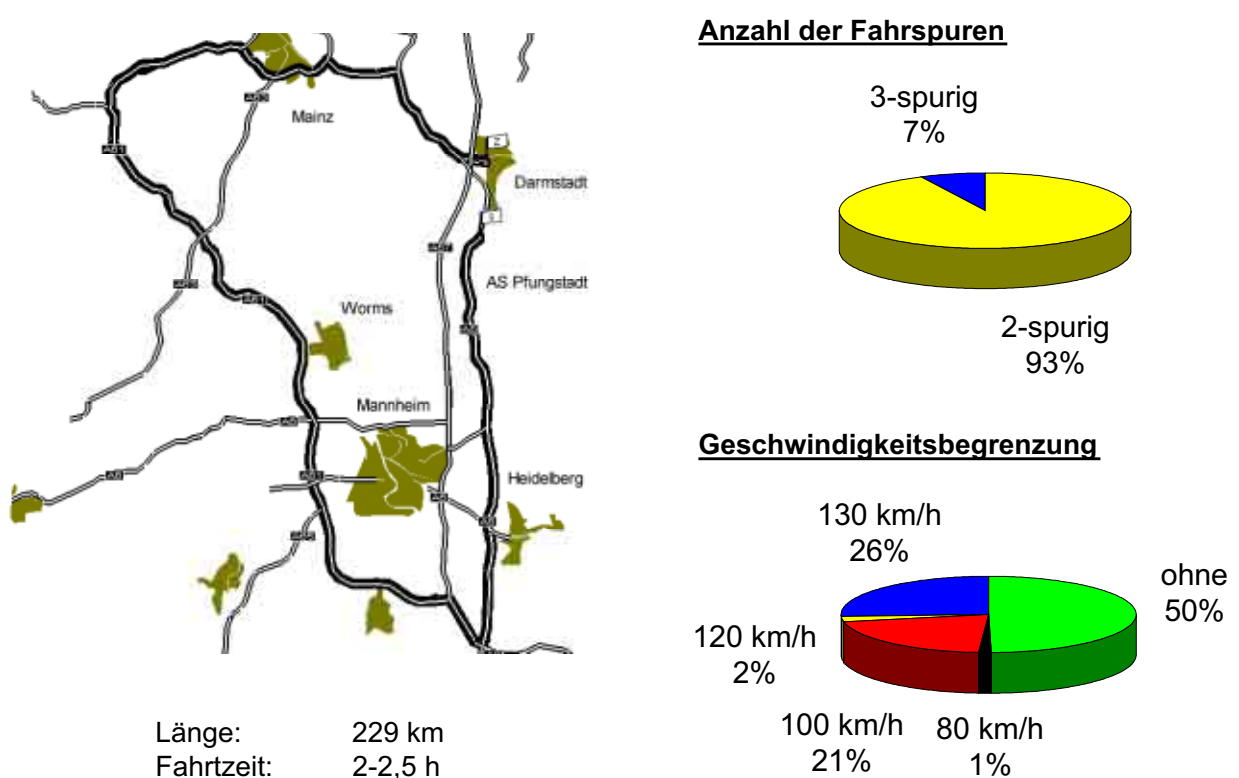 Mainz
Darmstadt
AS Pfungstadt
Worms
Mannheim
Heidelberg
Länge: 229 km
Fahrtzeit: 2-2,5 h
Anzahl der Fahrspuren
3-spurig
7%
2-spurig
93%
Geschwindigkeitsbegrenzung
130 km/h
26%
ohne
50%
120 km/h
2%
100 km/h
21%
80 km/h
1%